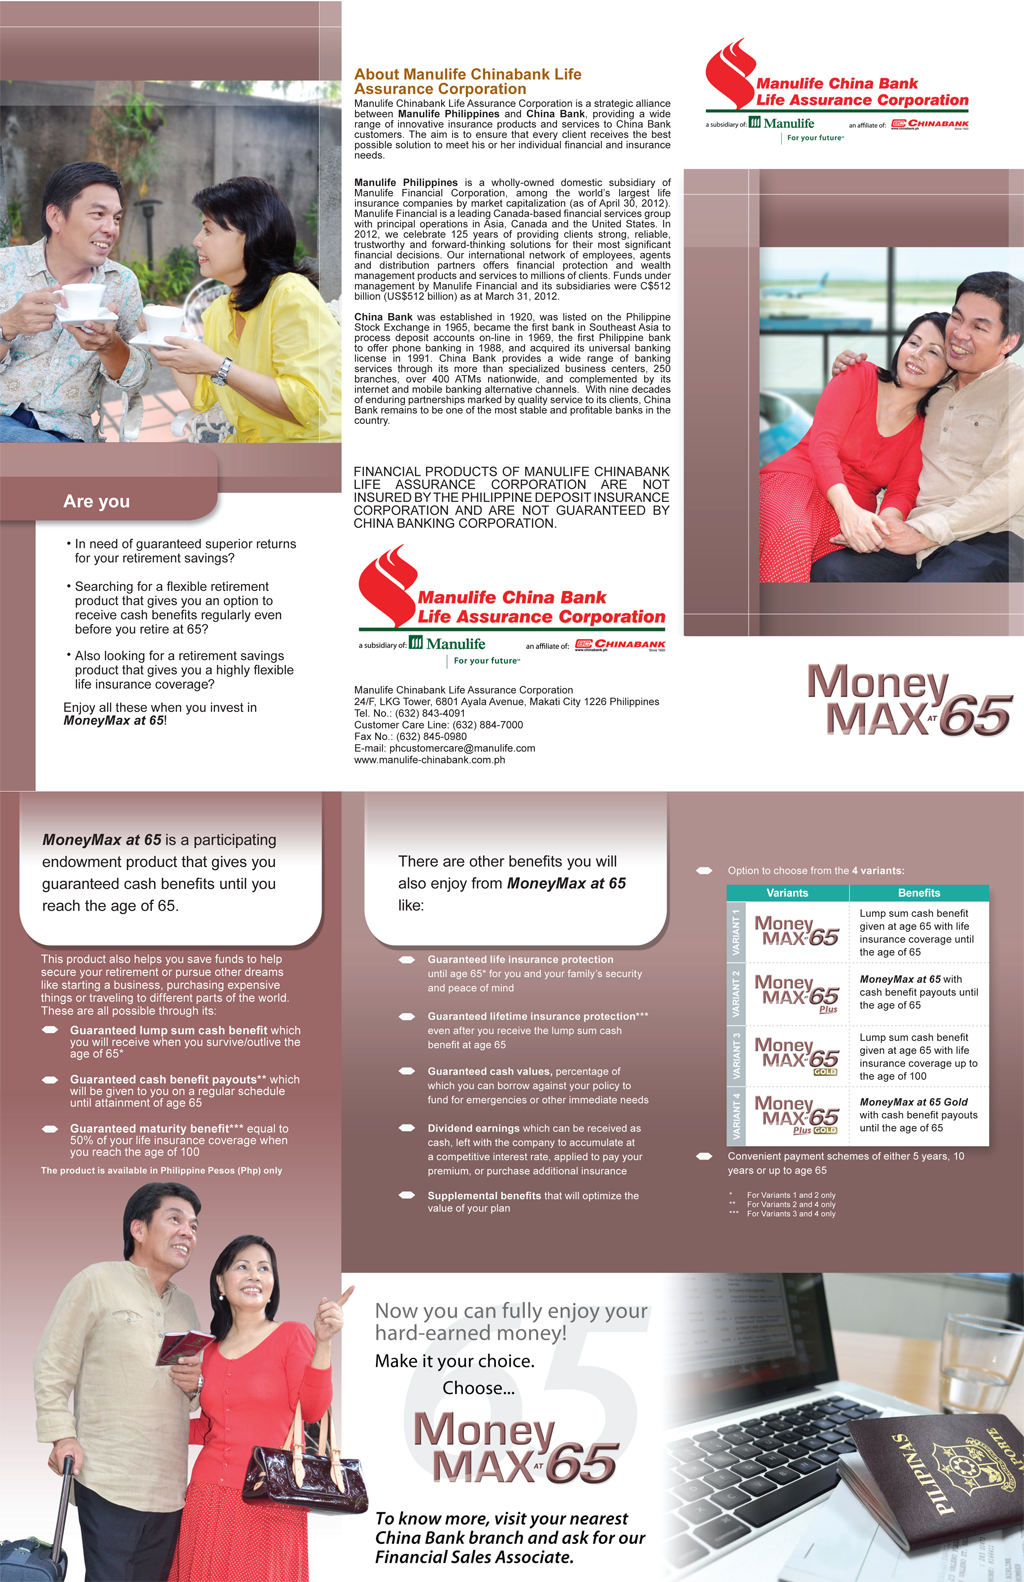 Are you
• In need of guaranteed superior returns
for your retirement savings?
• Searching for a flexible retirement
product that gives you an option to
receive cash benefits regularly even
before you retire at 65?
• Also looking for a retirement savings
product that gives you a highly flexible
life insurance coverage?
Enjoy all these when you invest in
MoneyMax at 65!
About Manulife Chinabank Life
Assurance Corporation
Manulife Chinabank Life Assurance Corporation is a strategic alliance
between Manulife Philippines and China Bank, providing a wide
range of innovative insurance products and services to China Bank
customers. The aim is to ensure that every client receives the best
possible solution to meet his or her individual financial and insurance
needs.
Manulife Philippines is a wholly-owned domestic subsidiary of
Manulife Financial Corporation, among the world's largest life
insurance companies by market capitalization (as of April 30, 2012).
Manulife Financial is a leading Canada-based financial services group
with principal operations in Asia, Canada and the United States. In
2012, we celebrate 125 years of providing clients strong, reliable,
trustworthy and forward-thinking solutions for their most significant
financial decisions. Our international network of employees, agents
and distribution partners offers financial protection and wealth
management products and services to millions of clients. Funds under
management by Manulife Financial and its subsidiaries were C$512
billion (US$512 billion) as at March 31, 2012.
China Bank was established in 1920, was listed on the Philippine
Stock Exchange in 1965, became the first bank in Southeast Asia to
process deposit accounts on-line in 1969, the first Philippine bank
to offer phone banking in 1988, and acquired its universal banking
license in 1991. China Bank provides a wide range of banking
services through its more than specialized business centers, 250
branches, over 400 ATMs nationwide, and complemented by its
internet and mobile banking alternative channels. With nine decades
of enduring partnerships marked by quality service to its clients, China
Bank remains to be one of the most stable and profitable banks in the
country.
FINANCIAL PRODUCTS OF MANULIFE CHINABANK
LIFE ASSURANCE CORPORATION ARE NOT
INSURED BY THE PHILIPPINE DEPOSIT INSURANCE
CORPORATION AND ARE NOT GUARANTEED BY
CHINA BANKING CORPORATION.
Manulife China Bank
Life Assurance Corporation
a subsidiary of: Manulife an affiliate of: CHINABANK
www.chinabank.ph Since 1920
For your future™
Manulife Chinabank Life Assurance Corporation
24/F, LKG Tower, 6801 Ayala Avenue, Makati City 1226 Philippines
Tel. No.: (632) 843-4091
Customer Care Line: (632) 884-7000
Fax No.: (632) 845-0980
E-mail: phcustomercare@manulife.com
www.manulife-chinabank.com.ph
Manulife China Bank
Life Assurance Corporation
a subsidiary of: Manulife an affiliate of: CHINABANK
www.chinabank.ph Since 1920
For your future™
Money
MAX AT 65
MoneyMax at 65 is a participating
endowment product that gives you
guaranteed cash benefits until you
reach the age of 65.
This product also helps you save funds to help
secure your retirement or pursue other dreams
like starting a business, purchasing expensive
things or traveling to different parts of the world.
These are all possible through its:
Guaranteed lump sum cash benefit which
you will receive when you survive/outlive the
age of 65*
Guaranteed cash benefit payouts** which
will be given to you on a regular schedule
until attainment of age 65
Guaranteed maturity benefit*** equal to
50% of your life insurance coverage when
you reach the age of 100
The product is available in Philippine Pesos (Php) only
There are other benefits you will
also enjoy from MoneyMax at 65
like:
Guaranteed life insurance protection
until age 65* for you and your family's security
and peace of mind
Guaranteed lifetime insurance protection***
even after you receive the lump sum cash
benefit at age 65
Guaranteed cash values, percentage of
which you can borrow against your policy to
fund for emergencies or other immediate needs
Dividend earnings which can be received as
cash, left with the company to accumulate at
a competitive interest rate, applied to pay your
premium, or purchase additional insurance
Supplemental benefits that will optimize the
value of your plan
Option to choose from the 4 variants:
Variants Benefits
VARIANT 1
Money
MAX AT 65
Lump sum cash benefit
given at age 65 with life
insurance coverage until
the age of 65
VARIANT 2
Money
MAX AT 65
Plus
MoneyMax at 65 with
cash benefit payouts until
the age of 65
VARIANT 3
Money
MAX AT 65
GOLD
Lump sum cash benefit
given at age 65 with life
insurance coverage up to
the age of 100
VARIANT 4
Money
MAX AT 65
Plus GOLD
MoneyMax at 65 Gold
with cash benefit payouts
until the age of 65
Convenient payment schemes of either 5 years, 10
years or up to age 65
* For Variants 1 and 2 only
** For Variants 2 and 4 only
*** For Variants 3 and 4 only
65
Now you can fully enjoy your
hard-earned money!
Make it your choice.
Choose...
Money
MAX AT 65
To know more, visit your nearest
China Bank branch and ask for our
Financial Sales Associate.
PILIPINAS